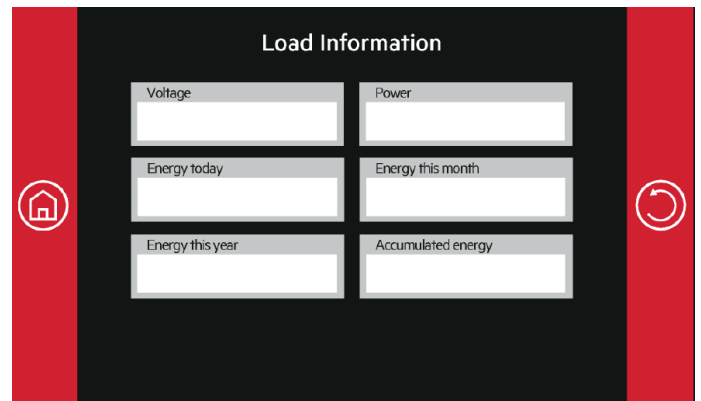 Load Information
Voltage
Power
Energy today
Energy this month
Energy this year
Accumulated energy